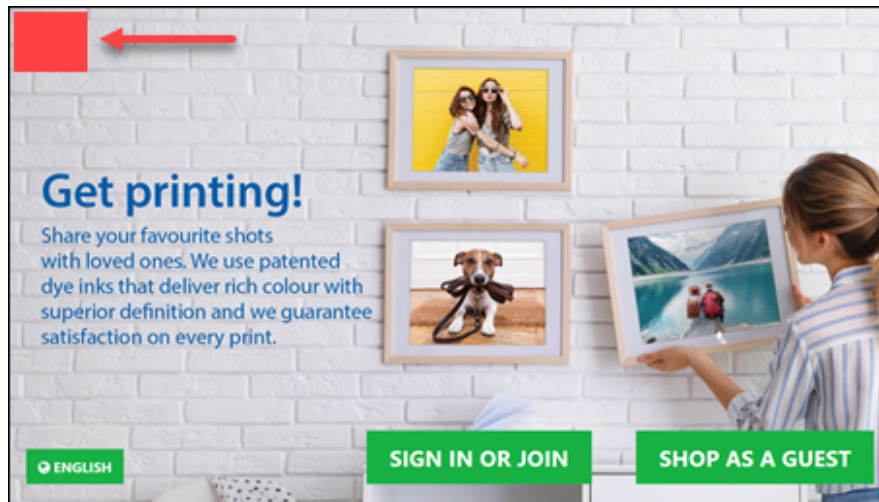 Get printing!
Share your favourite shots
with loved ones. We use patented
dye inks that deliver rich colour with
superior definition and we guarantee
satisfaction on every print.
ENGLISH
SIGN IN OR JOIN
SHOP AS A GUEST